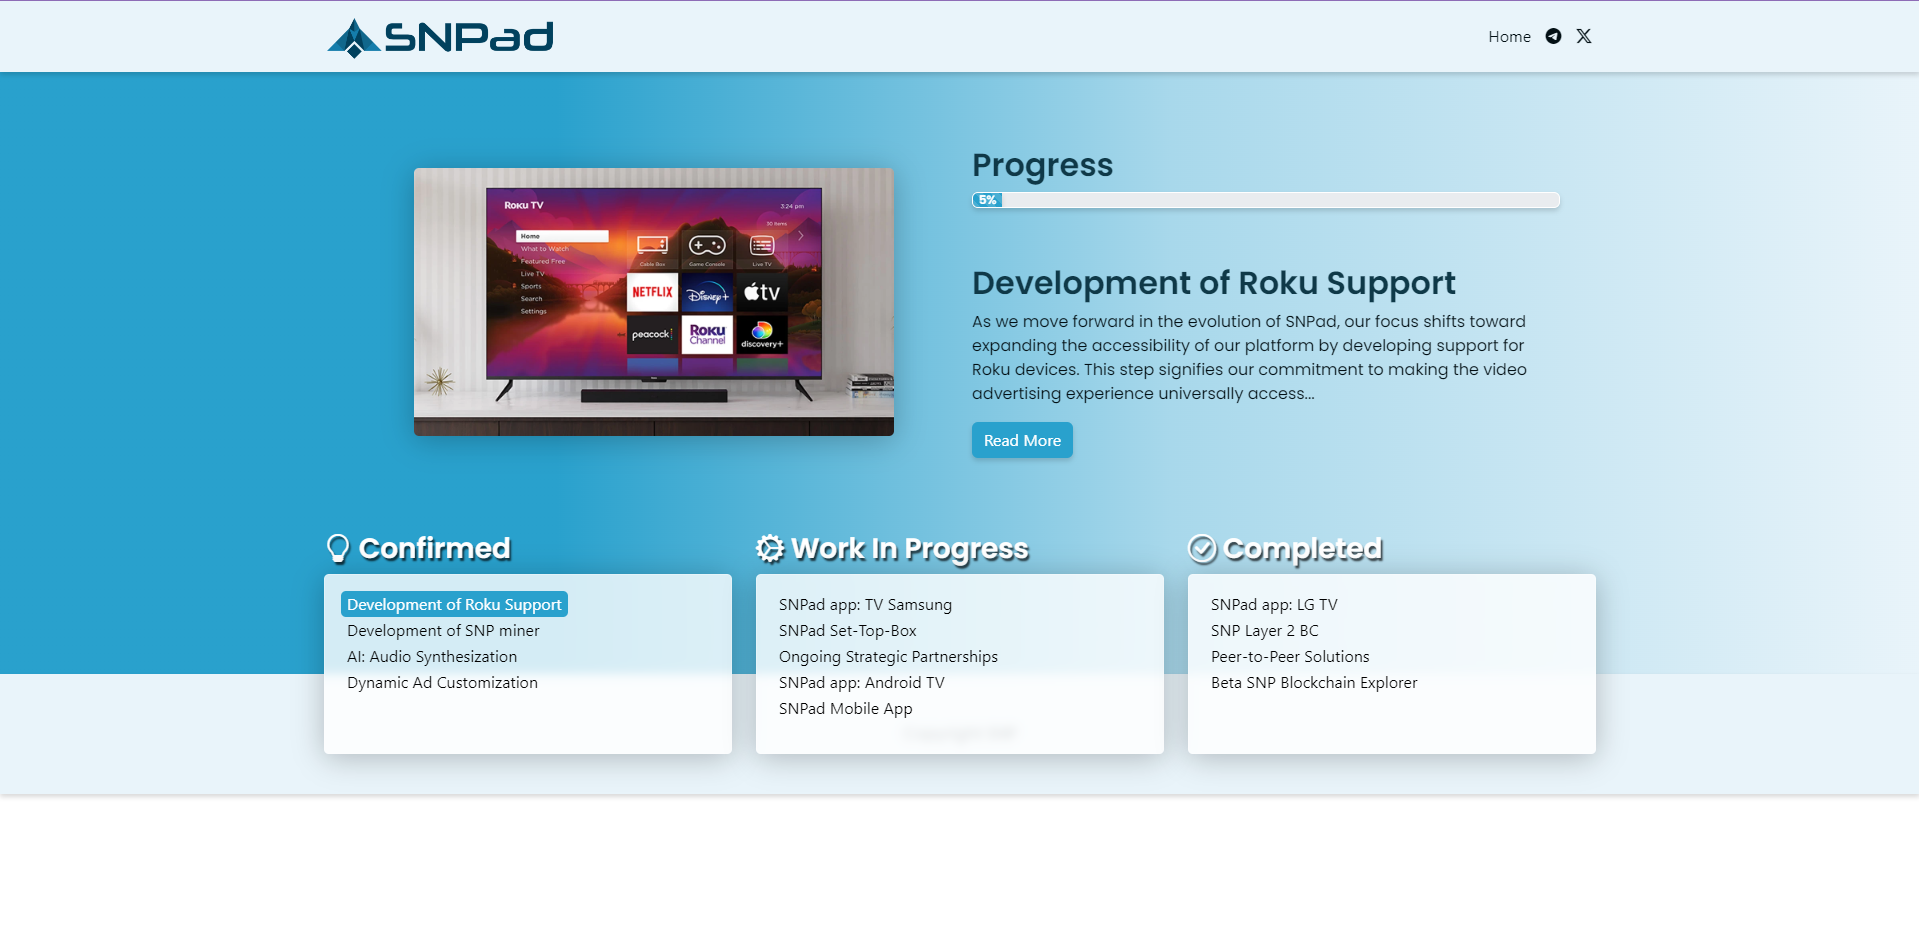 SNPad
Home
Progress
5%
Roku TV
3:24 pm
30 items
Home
What to Watch
Featured Free
Live TV
Sports
Search
Settings
Cable Box
Game Console
Live TV
NETFLIX
Disney+
tv
peacock
Roku
Channel
discovery+
Development of Roku Support
As we move forward in the evolution of SNPad, our focus shifts toward
expanding the accessibility of our platform by developing support for
Roku devices. This step signifies our commitment to making the video
advertising experience universally access...
Read More
Confirmed
Development of Roku Support
Development of SNP miner
AI: Audio Synthesization
Dynamic Ad Customization
Work In Progress
SNPad app: TV Samsung
SNPad Set-Top-Box
Ongoing Strategic Partnerships
SNPad app: Android TV
SNPad Mobile App
Completed
SNPad app: LG TV
SNP Layer 2 BC
Peer-to-Peer Solutions
Beta SNP Blockchain Explorer